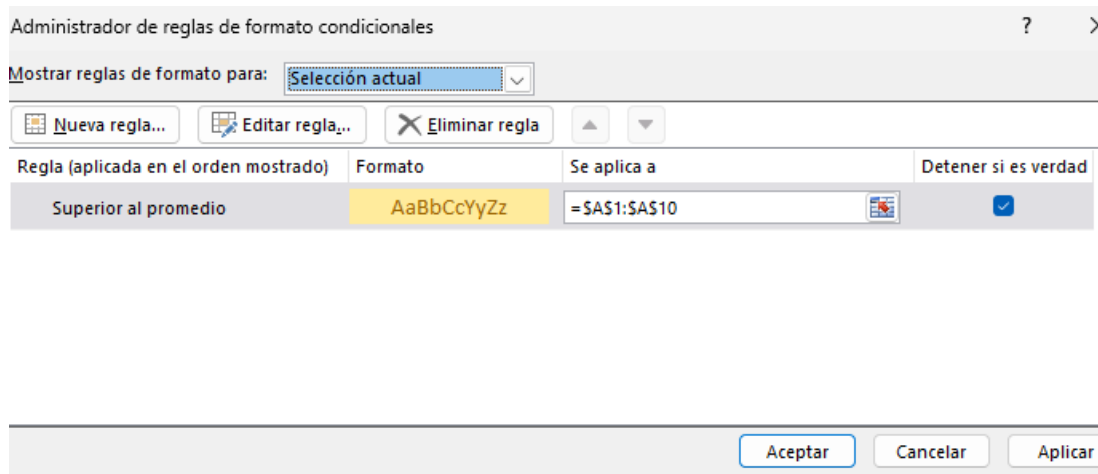 Administrador de reglas de formato condicionales ?
Mostrar reglas de formato para: Selección actual
Nueva regla... Editar regla... Eliminar regla
Regla (aplicada en el orden mostrado) Formato Se aplica a Detener si es verdad
Superior al promedio AaBbCcYyZz =$A$1:$A$10
Aceptar Cancelar Aplicar